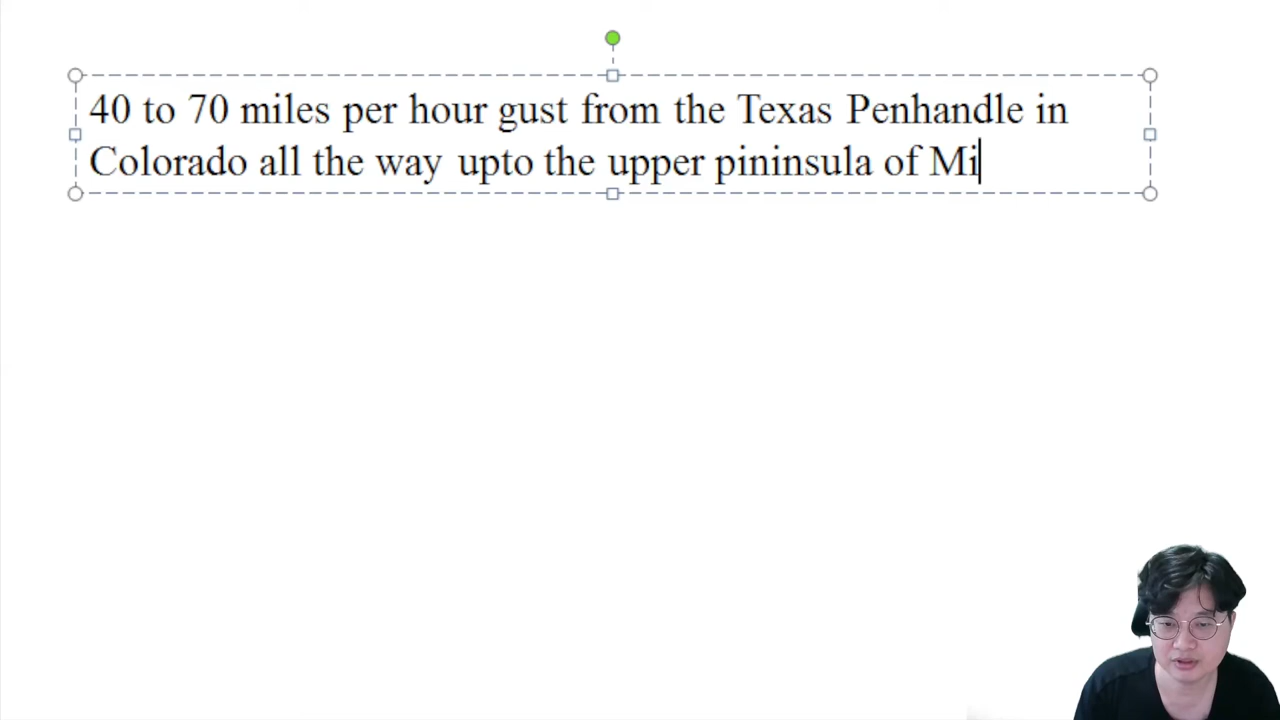 40 to 70 miles per hour gust from the Texas Penhandle in
Colorado all the way upto the upper pininsula of Mi